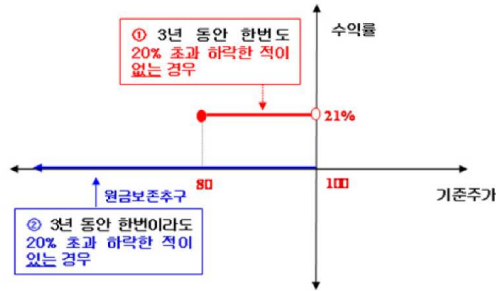 ① 3년 동안 한번도
20% 초과 하락한 적이
없는 경우
수익률
21%
원금보존추구
기준주가
② 3년 동안 한번이라도
20% 초과 하락한 적이
있는 경우